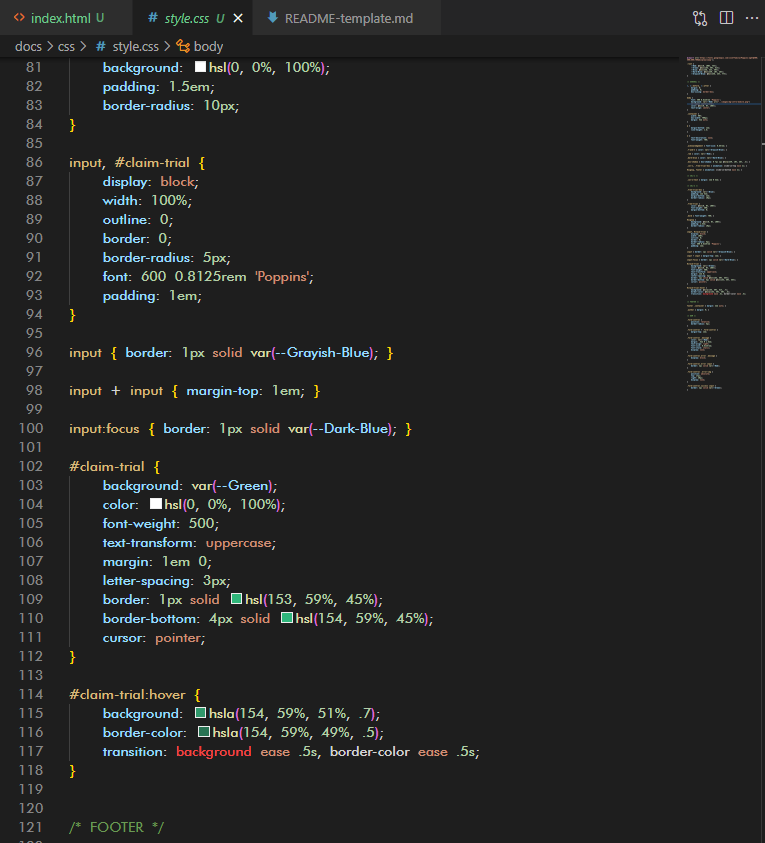 <> index.html U # style.css U × README-template.md ...
docs > css > # style.css > body
81 background: hsl(0, 0%, 100%);
82 padding: 1.5em;
83 border-radius: 10px;
84 }
85
86 input, #claim-trial {
87 display: block;
88 width: 100%;
89 outline: 0;
90 border: 0;
91 border-radius: 5px;
92 font: 600 0.8125rem 'Poppins';
93 padding: 1em;
94 }
95
96 input { border: 1px solid var(--Grayish-Blue); }
97
98 input + input { margin-top: 1em; }
99
100 input:focus { border: 1px solid var(--Dark-Blue); }
101
102 #claim-trial {
103 background: var(--Green);
104 color: hsl(0, 0%, 100%);
105 font-weight: 500;
106 text-transform: uppercase;
107 margin: 1em 0;
108 letter-spacing: 3px;
109 border: 1px solid hsl(153, 59%, 45%);
110 border-bottom: 4px solid hsl(154, 59%, 45%);
111 cursor: pointer;
112 }
113
114 #claim-trial:hover {
115 background: hsla(154, 59%, 51%, .7);
116 border-color: hsla(154, 59%, 49%, .5);
117 transition: background ease .5s, border-color ease .5s;
118 }
119
120
121 /* FOOTER */